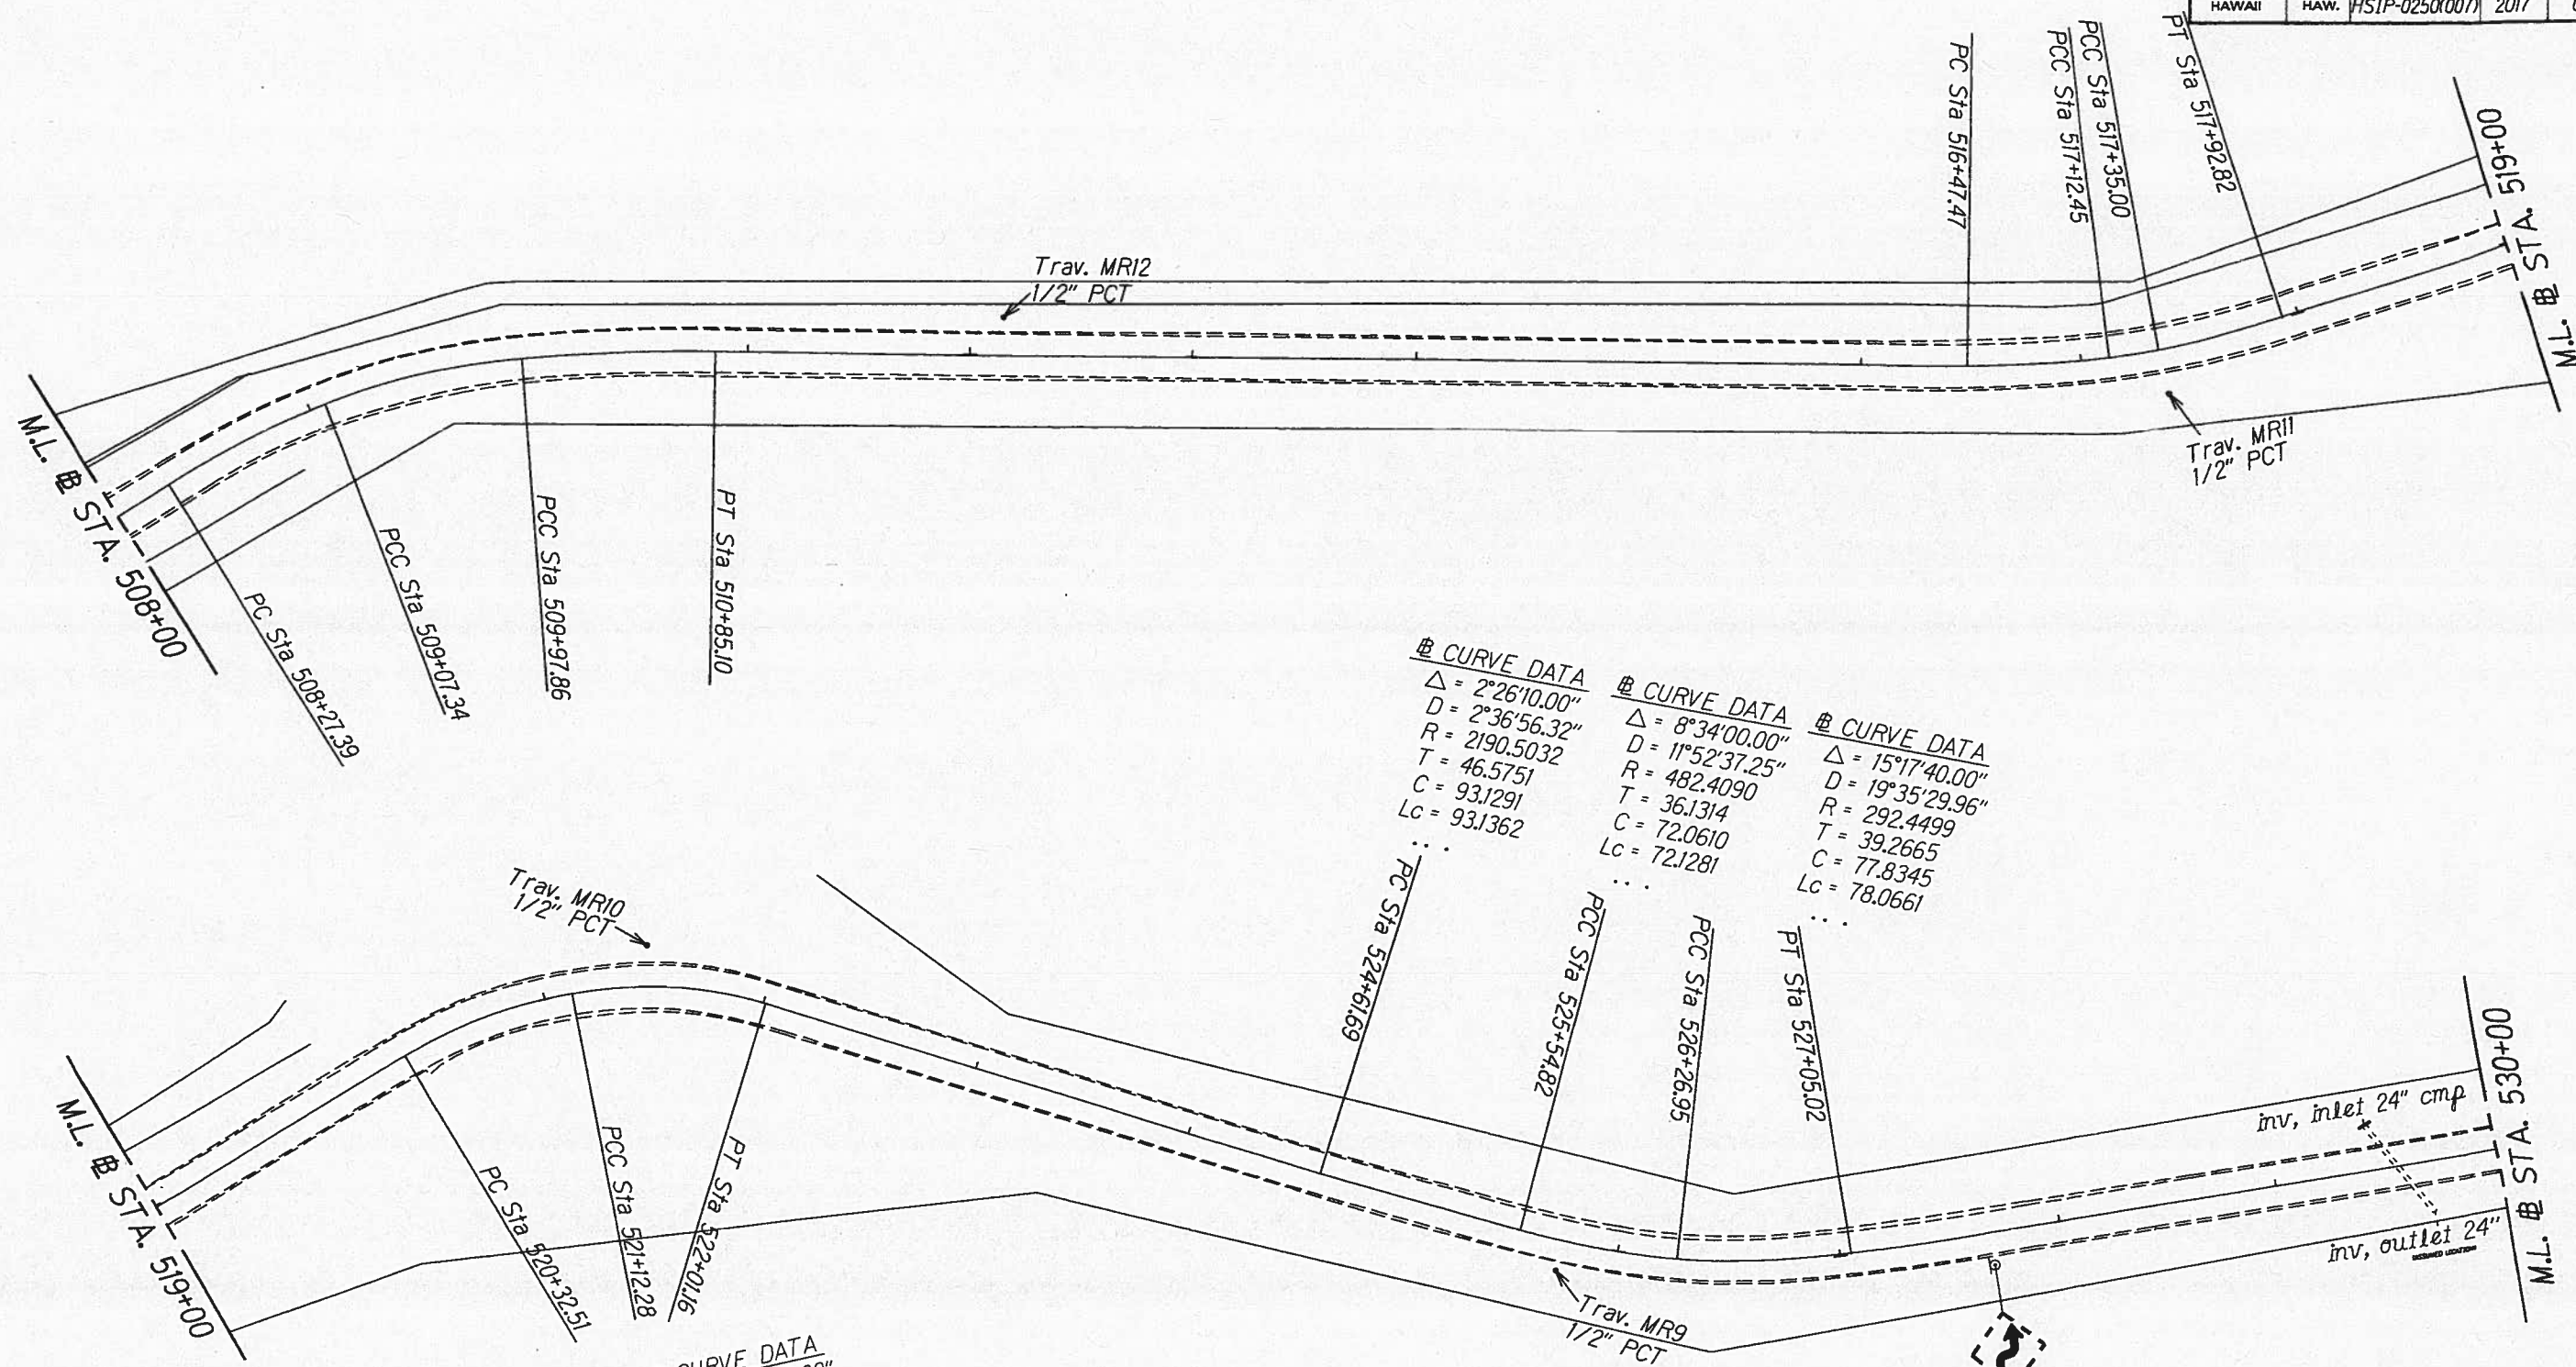 HAWAII HAW. HSIP-0250(007) 2017
PC Sta 516+47.47
PCC Sta 517+12.45
PCC Sta 517+35.00
PT Sta 517+92.82
M.L. B STA. 519+00
Trav. MR12
1/2" PCT
Trav. MR11
1/2" PCT
M.L. B STA. 508+00
PC Sta 508+27.39
PCC Sta 509+07.34
PCC Sta 509+97.86
PT Sta 510+85.10
B CURVE DATA
Δ = 2°26'10.00"
D = 2°36'56.32"
R = 2190.5032
T = 46.5751
C = 93.1291
Lc = 93.1362
...
B CURVE DATA
Δ = 8°34'00.00"
D = 11°52'37.25"
R = 482.4090
T = 36.1314
C = 72.0610
Lc = 72.1281
...
B CURVE DATA
Δ = 15°17'40.00"
D = 19°35'29.96"
R = 292.4499
T = 39.2665
C = 77.8345
Lc = 78.0661
...
Trav. MR10
1/2" PCT
PC Sta 524+61.69
PCC Sta 525+54.82
PCC Sta 526+26.95
PT Sta 527+05.02
M.L. B STA. 519+00
PC Sta 520+32.51
PCC Sta 521+12.28
PT Sta 522+01.16
inv, inlet 24" cmp
inv, outlet 24"
M.L. B STA. 530+00
Trav. MR9
1/2" PCT
CURVE DATA